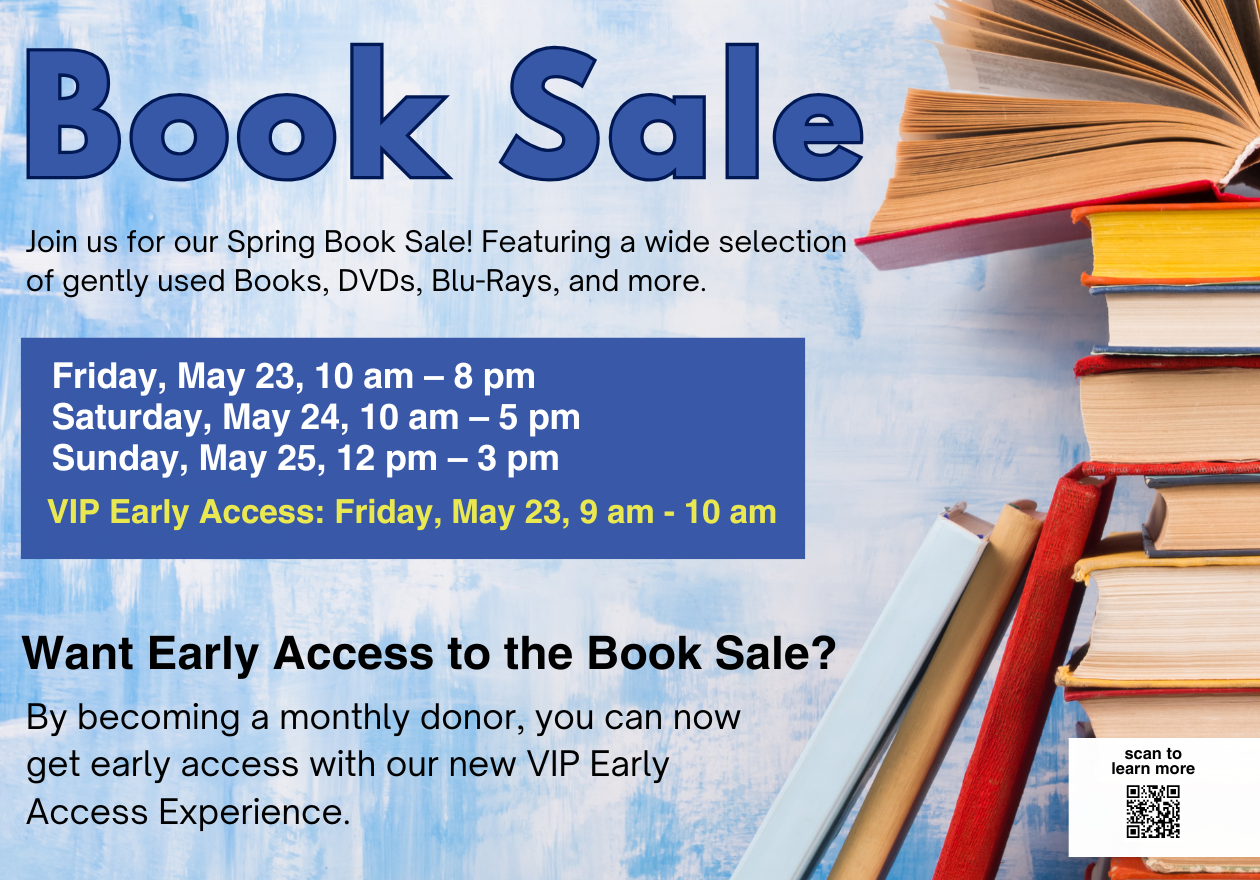 Book Sale
Join us for our Spring Book Sale! Featuring a wide selection
of gently used Books, DVDs, Blu-Rays, and more.
Friday, May 23, 10 am – 8 pm
Saturday, May 24, 10 am – 5 pm
Sunday, May 25, 12 pm – 3 pm
VIP Early Access: Friday, May 23, 9 am - 10 am
Want Early Access to the Book Sale?
By becoming a monthly donor, you can now
get early access with our new VIP Early
Access Experience.
scan to
learn more